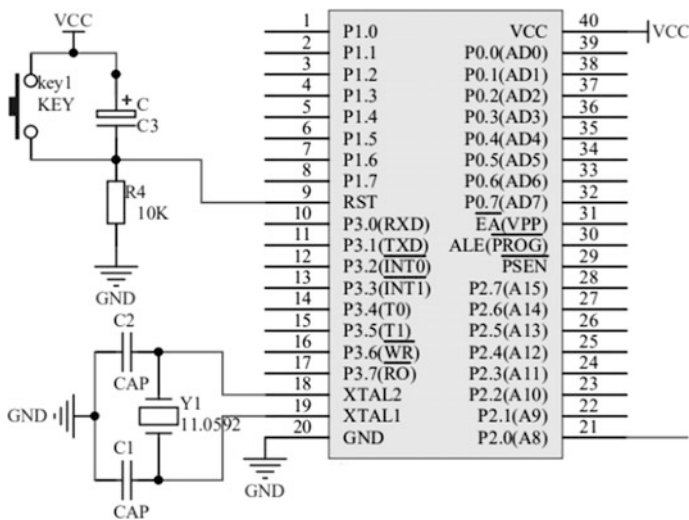 VCC
key1
KEY
C
C3
R4
10K
GND
C2
CAP
GND
Y1
11.0592
C1
CAP
GND
1 P1.0 VCC 40 VCC
2 P1.1 P0.0(AD0) 39
3 P1.2 P0.1(AD1) 38
4 P1.3 P0.2(AD2) 37
5 P1.4 P0.3(AD3) 36
6 P1.5 P0.4(AD4) 35
7 P1.6 P0.5(AD5) 34
8 P1.7 P0.6(AD6) 33
9 RST P0.7(AD7) 32
10 P3.0(RXD) EA(VPP) 31
11 P3.1(TXD) ALE(PROG) 30
12 P3.2(INT0) PSEN 29
13 P3.3(INT1) P2.7(A15) 28
14 P3.4(T0) P2.6(A14) 27
15 P3.5(T1) P2.5(A13) 26
16 P3.6(WR) P2.4(A12) 25
17 P3.7(RO) P2.3(A11) 24
18 XTAL2 P2.2(A10) 23
19 XTAL1 P2.1(A9) 22
20 GND P2.0(A8) 21